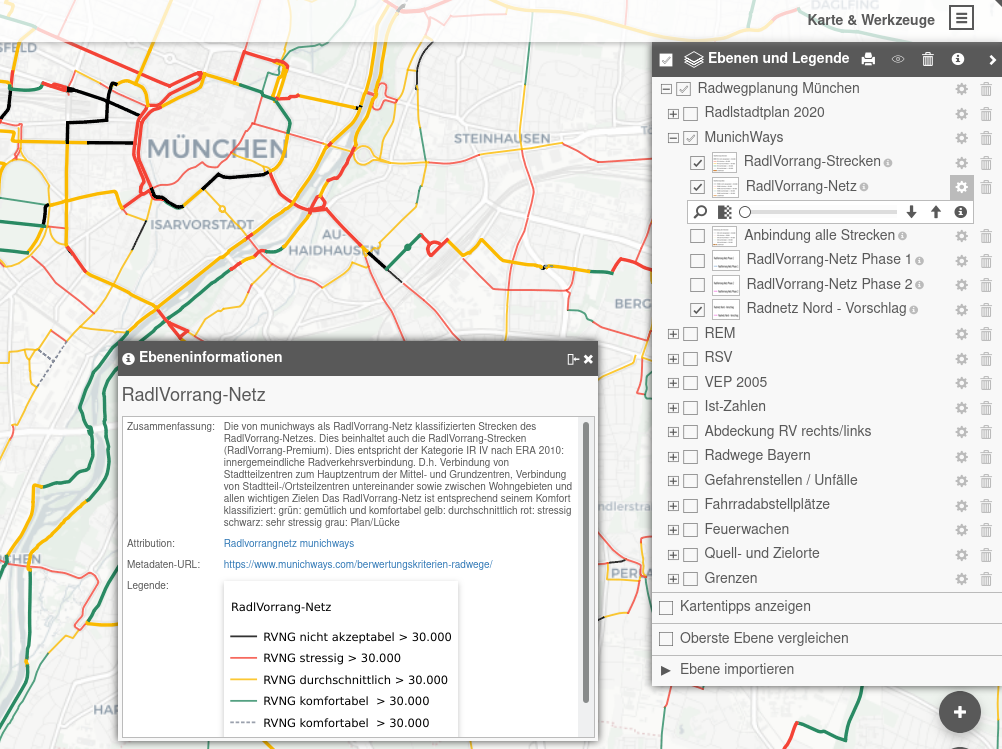 DAGLFING
Karte & Werkzeuge
SFELD
MÜNCHEN
STEINHAUSEN
ISARVORSTADT
AU-
HAIDHAUSEN
BERG
PERL
HAR
HEN
Ebenen und Legende
Radwegplanung München
Radlstadtplan 2020
MunichWays
RadlVorrang-Strecken
RadlVorrang-Netz
Anbindung alle Strecken
RadlVorrang-Netz Phase 1
RadlVorrang-Netz Phase 2
Radnetz Nord - Vorschlag
REM
RSV
VEP 2005
Ist-Zahlen
Abdeckung RV rechts/links
Radwege Bayern
Gefahrenstellen / Unfälle
Fahrradabstellplätze
Feuerwachen
Quell- und Zielorte
Grenzen
Kartentipps anzeigen
Oberste Ebene vergleichen
Ebene importieren
Ebeneninformationen
RadlVorrang-Netz
Zusammenfassung: Die von munichways als RadlVorrang-Netz klassifizierten Strecken des
RadlVorrang-Netzes. Dies beinhaltet auch die RadlVorrang-Strecken
(RadlVorrang-Premium). Dies entspricht der Kategorie IR IV nach ERA 2010:
innergemeindliche Radverkehrsverbindung. D.h. Verbindung von
Stadtteilzentren zum Hauptzentrum der Mittel- und Grundzentren, Verbindung
von Stadtteil-/Ortsteilzentren untereinander sowie zwischen Wohngebieten und
allen wichtigen Zielen Das RadlVorrang-Netz ist entsprechend seinem Komfort
klassifiziert: grün: gemütlich und komfortabel gelb: durchschnittlich rot: stressig
schwarz: sehr stressig grau: Plan/Lücke
Attribution: Radlvorrangnetz munichways
Metadaten-URL: https://www.munichways.com/berwertungskriterien-radwege/
Legende:
RadlVorrang-Netz
RVNG nicht akzeptabel > 30.000
RVNG stressig > 30.000
RVNG durchschnittlich > 30.000
RVNG komfortabel > 30.000
RVNG komfortabel > 30.000